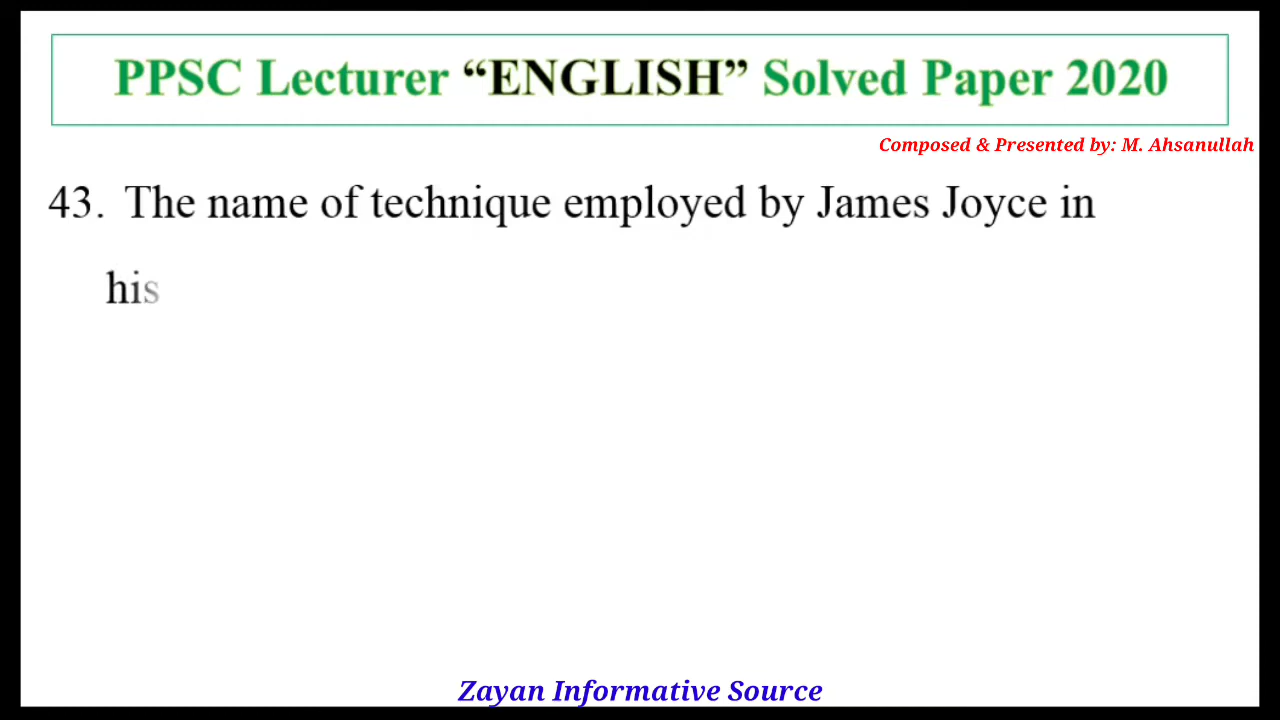 PPSC Lecturer “ENGLISH” Solved Paper 2020
Composed & Presented by: M. Ahsanullah
43. The name of technique employed by James Joyce in
his
Zayan Informative Source